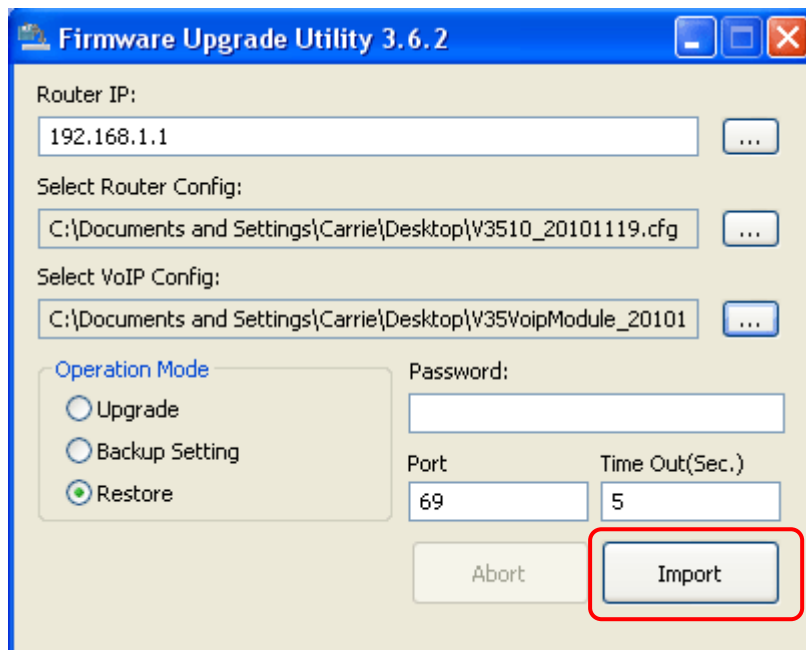 Firmware Upgrade Utility 3.6.2
Router IP:
192.168.1.1
...
Select Router Config:
C:\Documents and Settings\Carrie\Desktop\V3510_20101119.cfg
...
Select VoIP Config:
C:\Documents and Settings\Carrie\Desktop\V35VoipModule_20101
...
Operation Mode
Upgrade
Backup Setting
Restore
Password:
Port
Time Out(Sec.)
69
5
Abort
Import